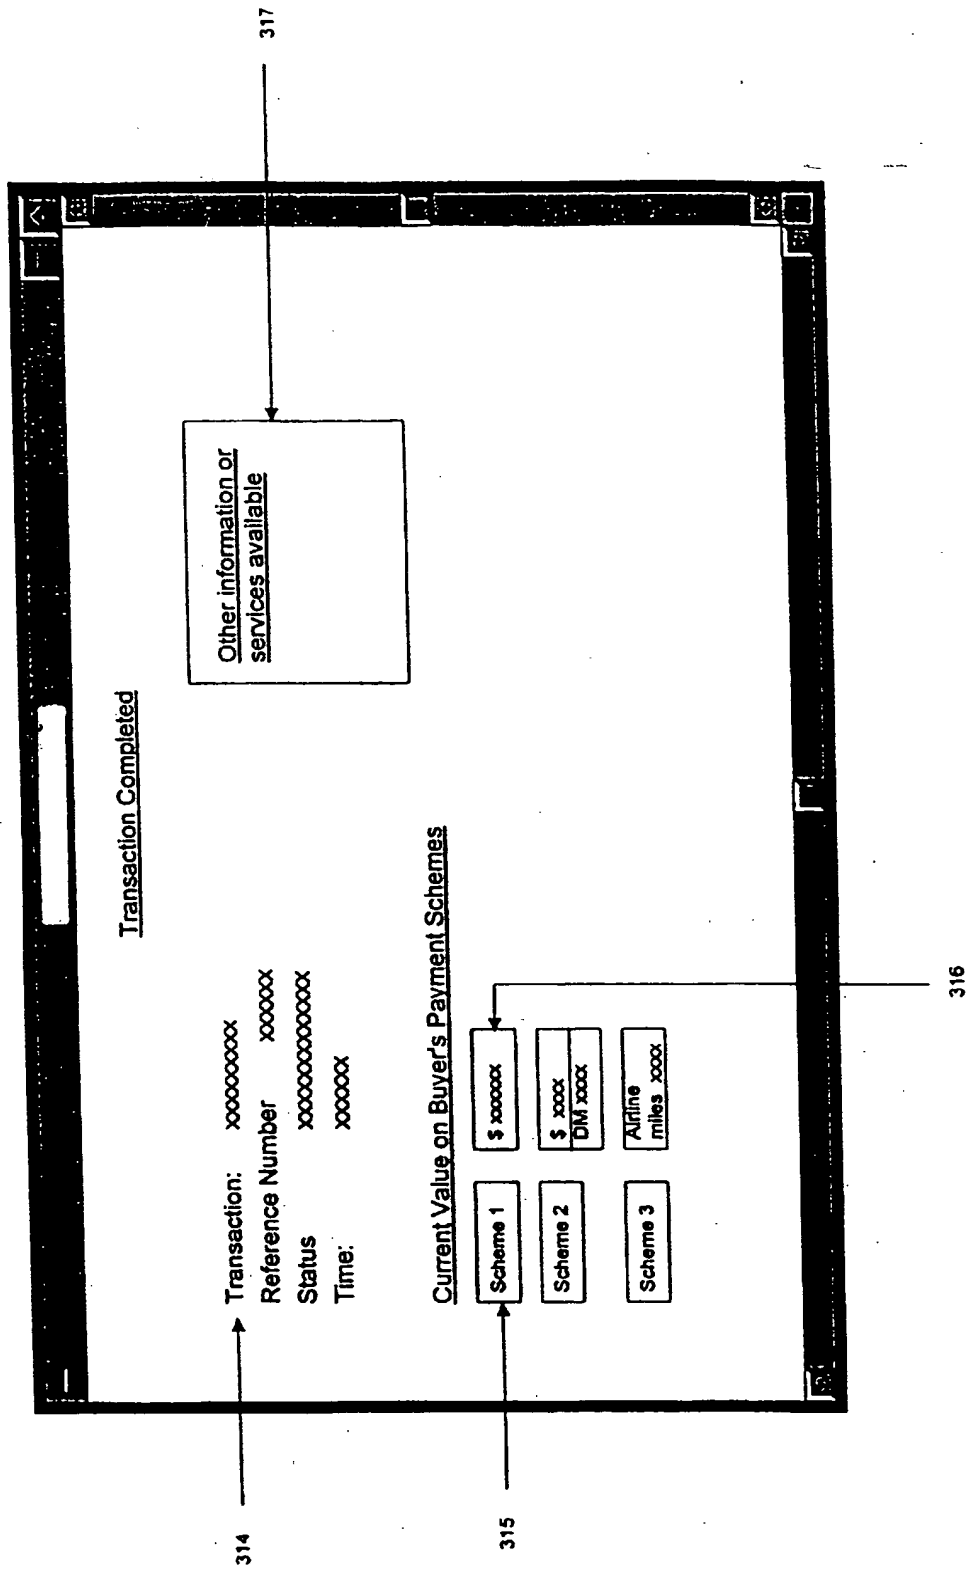 317
Transaction Completed
Transaction: xxxxxxxxx
Reference Number xxxxxx
Status xxxxxxxxxxxx
Time: xxxxxx
Other information or
services available
Current Value on Buyer's Payment Schemes
Scheme 1
$ xxxxxx
Scheme 2
$ xxxx
DM xxxx
Scheme 3
Airline
miles xxxx
314
315
316